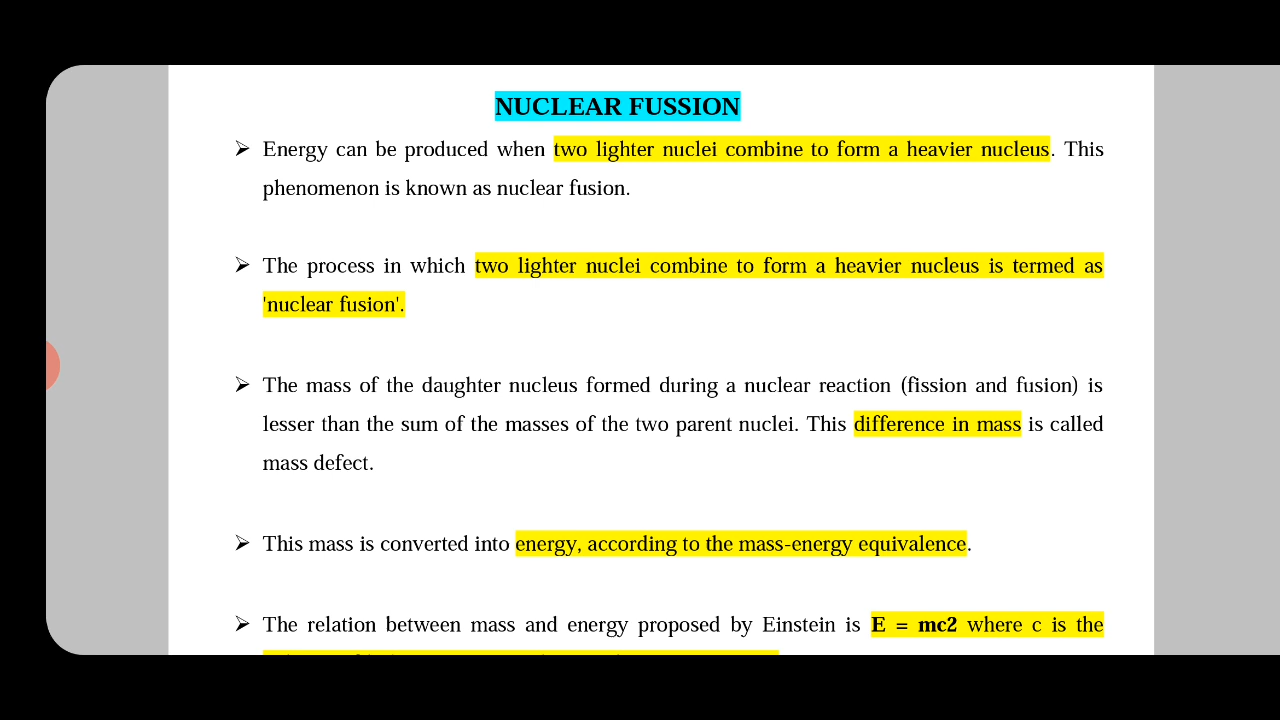 NUCLEAR FUSSION
➢ Energy can be produced when two lighter nuclei combine to form a heavier nucleus. This
phenomenon is known as nuclear fusion.
➢ The process in which two lighter nuclei combine to form a heavier nucleus is termed as
'nuclear fusion'.
➢ The mass of the daughter nucleus formed during a nuclear reaction (fission and fusion) is
lesser than the sum of the masses of the two parent nuclei. This difference in mass is called
mass defect.
➢ This mass is converted into energy, according to the mass-energy equivalence.
➢ The relation between mass and energy proposed by Einstein is E = mc2 where c is the